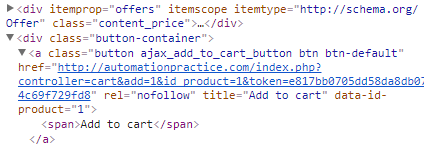 ▶<div itemprop="offers" itemscope itemtype="http://schema.org/
Offer" class="content_price">…</div>
▼<div class="button-container">
▼<a class="button ajax_add_to_cart_button btn btn-default"
href="http://automationpractice.com/index.php?
controller=cart&add=1&id_product=1&token=e817bb0705dd58da8db07
4c69f729fd8" rel="nofollow" title="Add to cart" data-id-
product="1">
<span>Add to cart</span>
</a>